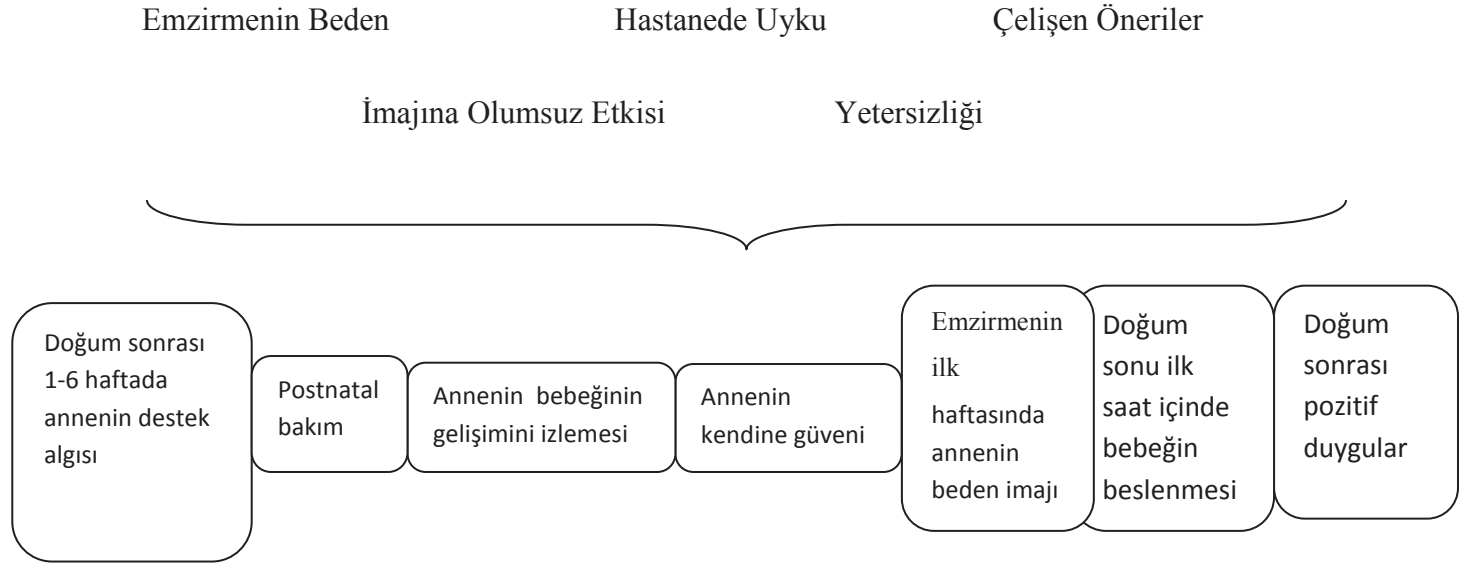 Emzirmenin Beden Hastanede Uyku Çelişen Öneriler
İmajına Olumsuz Etkisi Yetersizliği
Doğum sonrası
1-6 haftada
annenin destek
algısı
Postnatal
bakım
Annenin bebeğinin
gelişimini izlemesi
Annenin
kendine güveni
Emzirmenin
ilk
haftasında
annenin
beden imajı
Doğum
sonu ilk
saat içinde
bebeğin
beslenmesi
Doğum
sonrası
pozitif
duygular